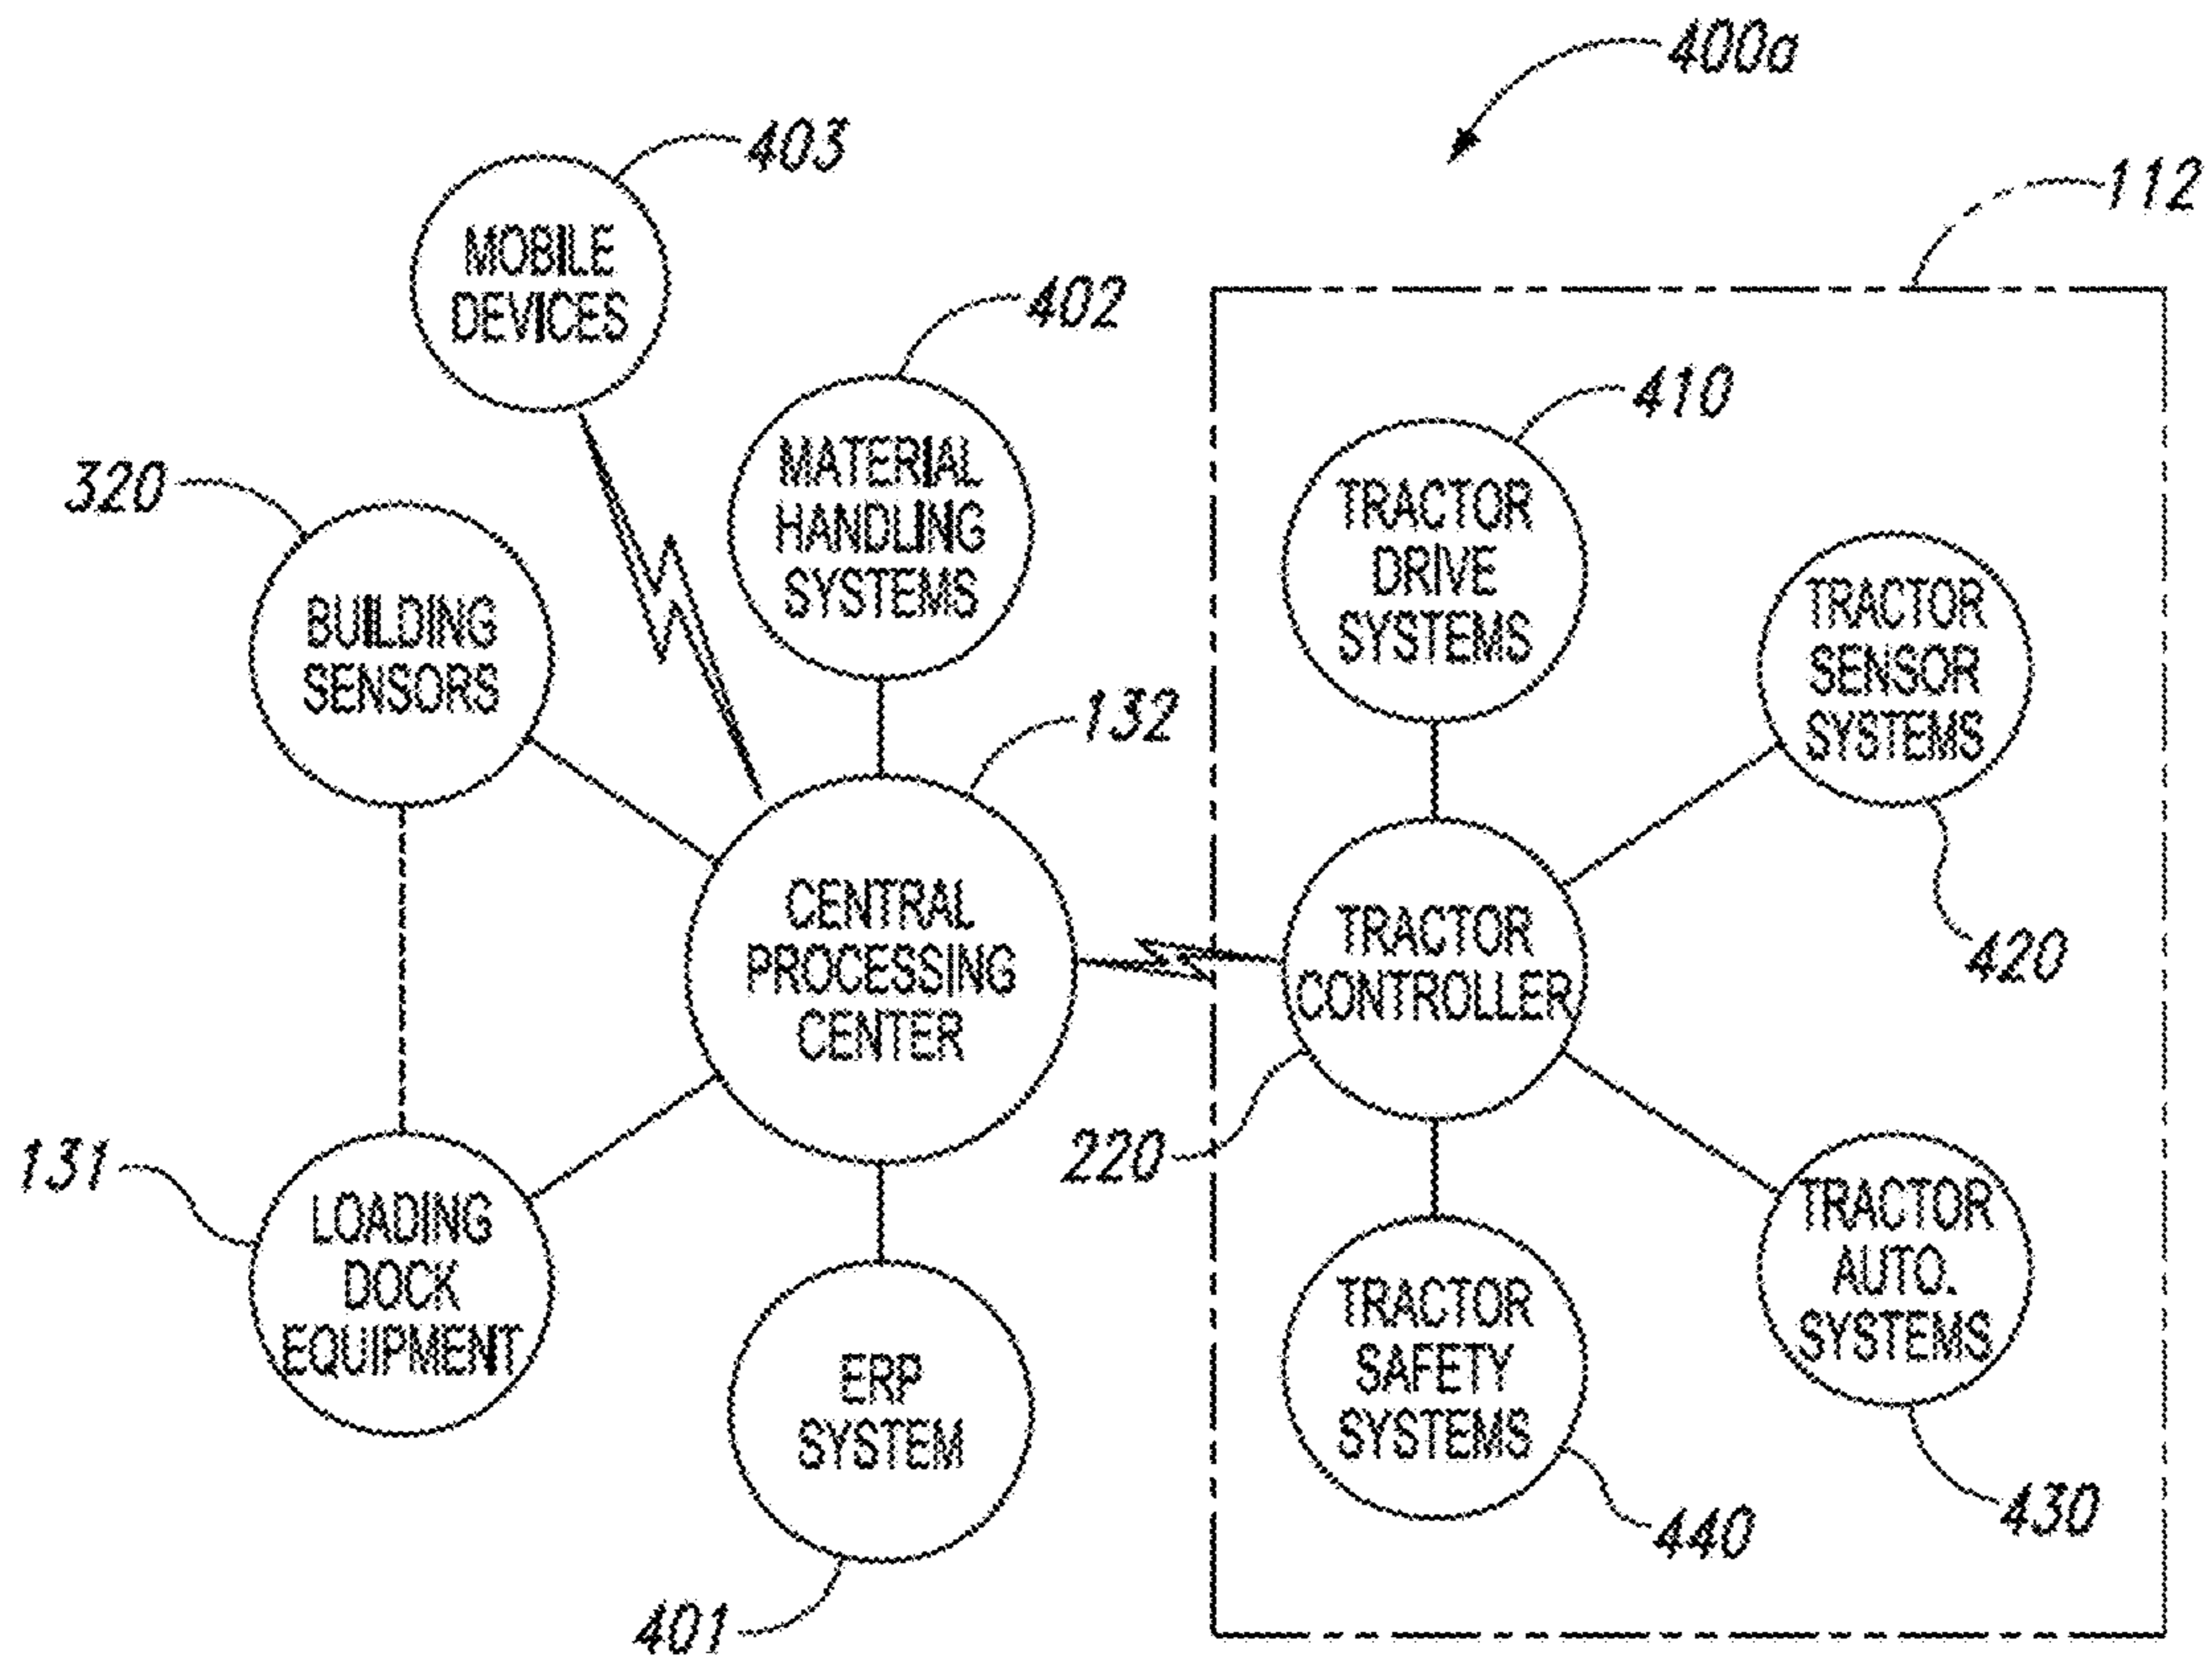 400a
403
MOBILE
DEVICES
112
402
MATERIAL
HANDLING
SYSTEMS
410
TRACTOR
DRIVE
SYSTEMS
320
BUILDING
SENSORS
TRACTOR
SENSOR
SYSTEMS
420
132
CENTRAL
PROCESSING
CENTER
TRACTOR
CONTROLLER
220
131
LOADING
DOCK
EQUIPMENT
TRACTOR
AUTO.
SYSTEMS
430
TRACTOR
SAFETY
SYSTEMS
440
ERP
SYSTEM
401